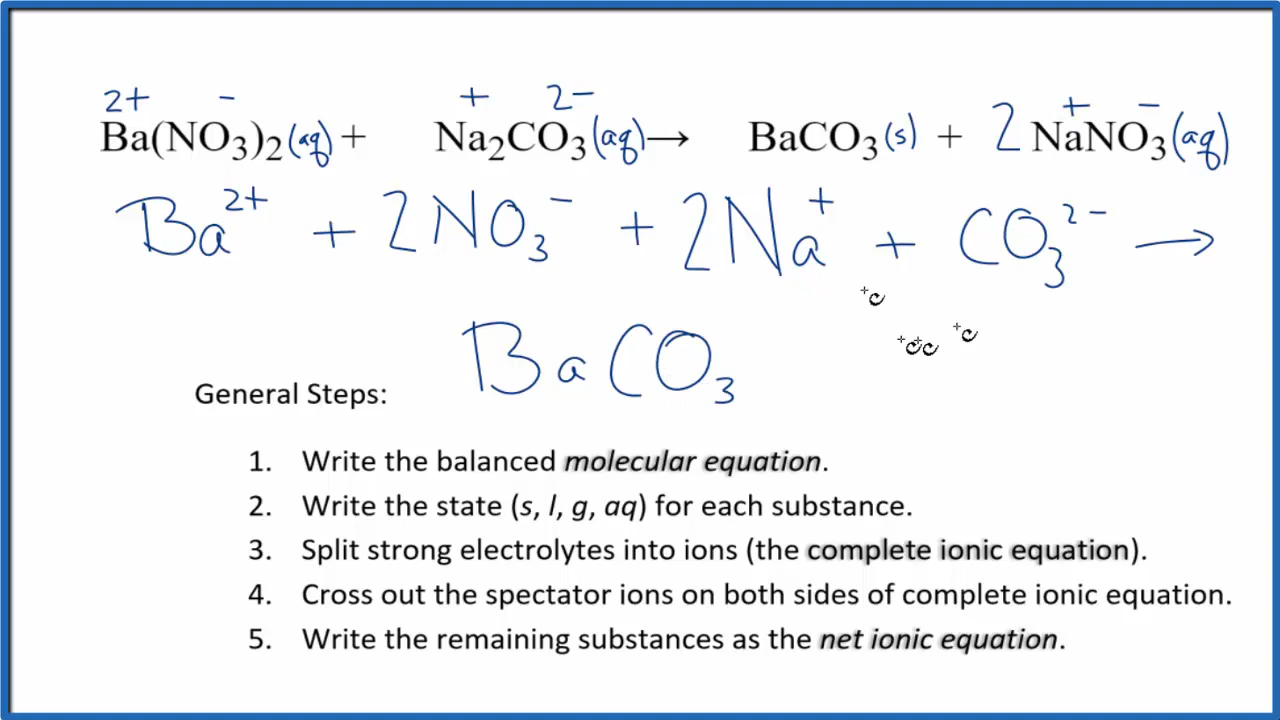 2+ - + 2- + -
Ba(NO₃)₂(aq) + Na₂CO₃(aq) → BaCO₃(s) + 2 NaNO₃(aq)
Ba²⁺ + 2NO₃⁻ + 2Na⁺ + CO₃²⁻ →
BaCO₃
General Steps:
1. Write the balanced molecular equation.
2. Write the state (s, l, g, aq) for each substance.
3. Split strong electrolytes into ions (the complete ionic equation).
4. Cross out the spectator ions on both sides of complete ionic equation.
5. Write the remaining substances as the net ionic equation.